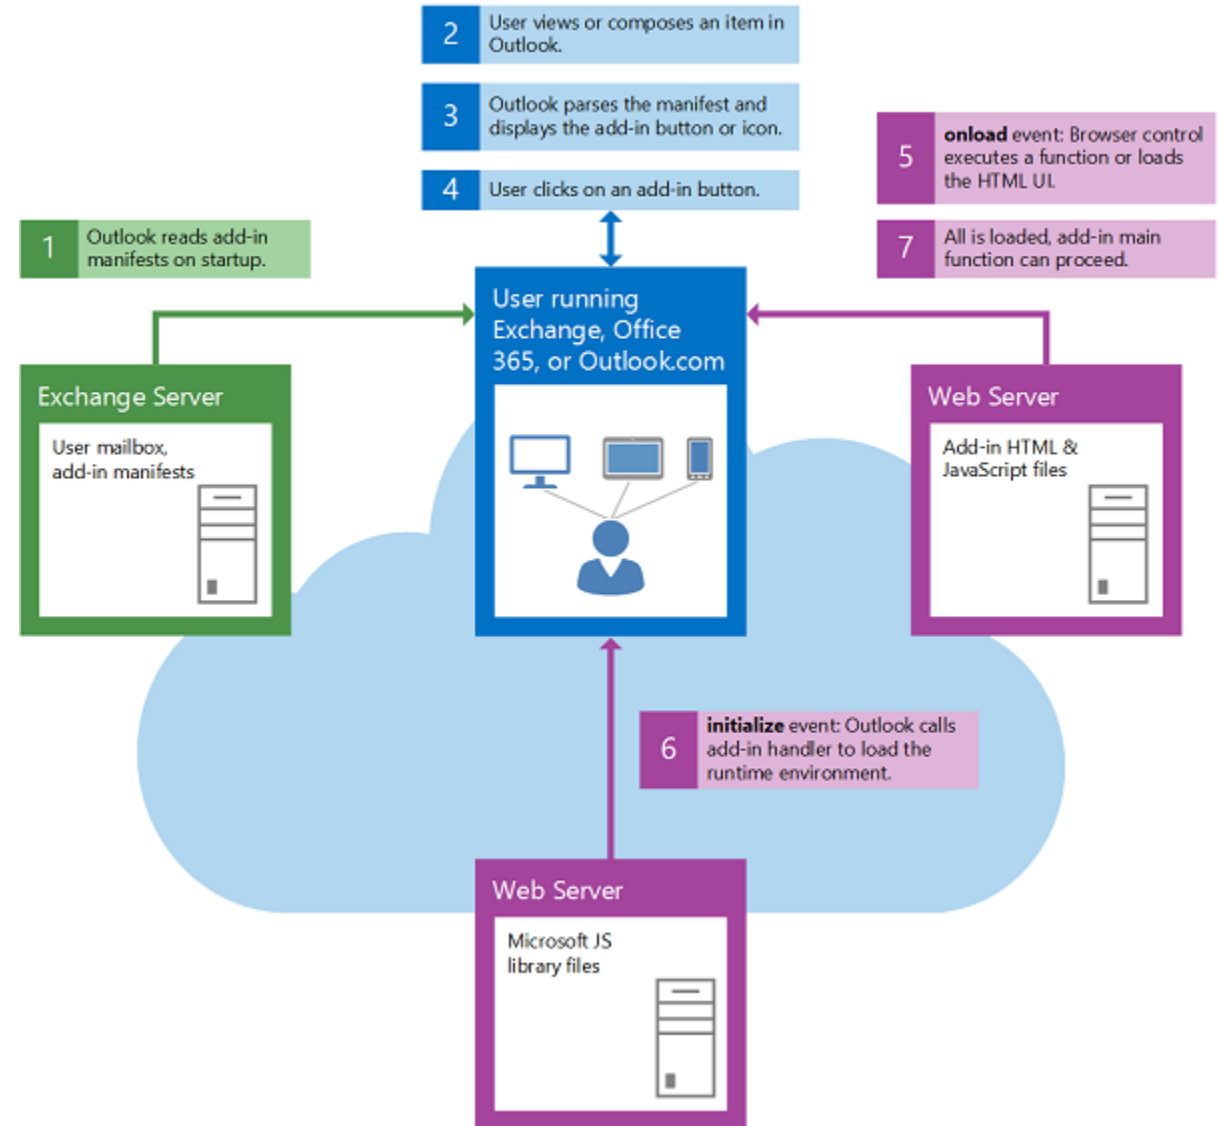 2
User views or composes an item in
Outlook.
3
Outlook parses the manifest and
displays the add-in button or icon.
4
User clicks on an add-in button.
5
onload event: Browser control
executes a function or loads
the HTML UI.
7
All is loaded, add-in main
function can proceed.
1
Outlook reads add-in
manifests on startup.
User running
Exchange, Office
365, or Outlook.com
Exchange Server
User mailbox,
add-in manifests
Web Server
Add-in HTML &
JavaScript files
6
initialize event: Outlook calls
add-in handler to load the
runtime environment.
Web Server
Microsoft JS
library files